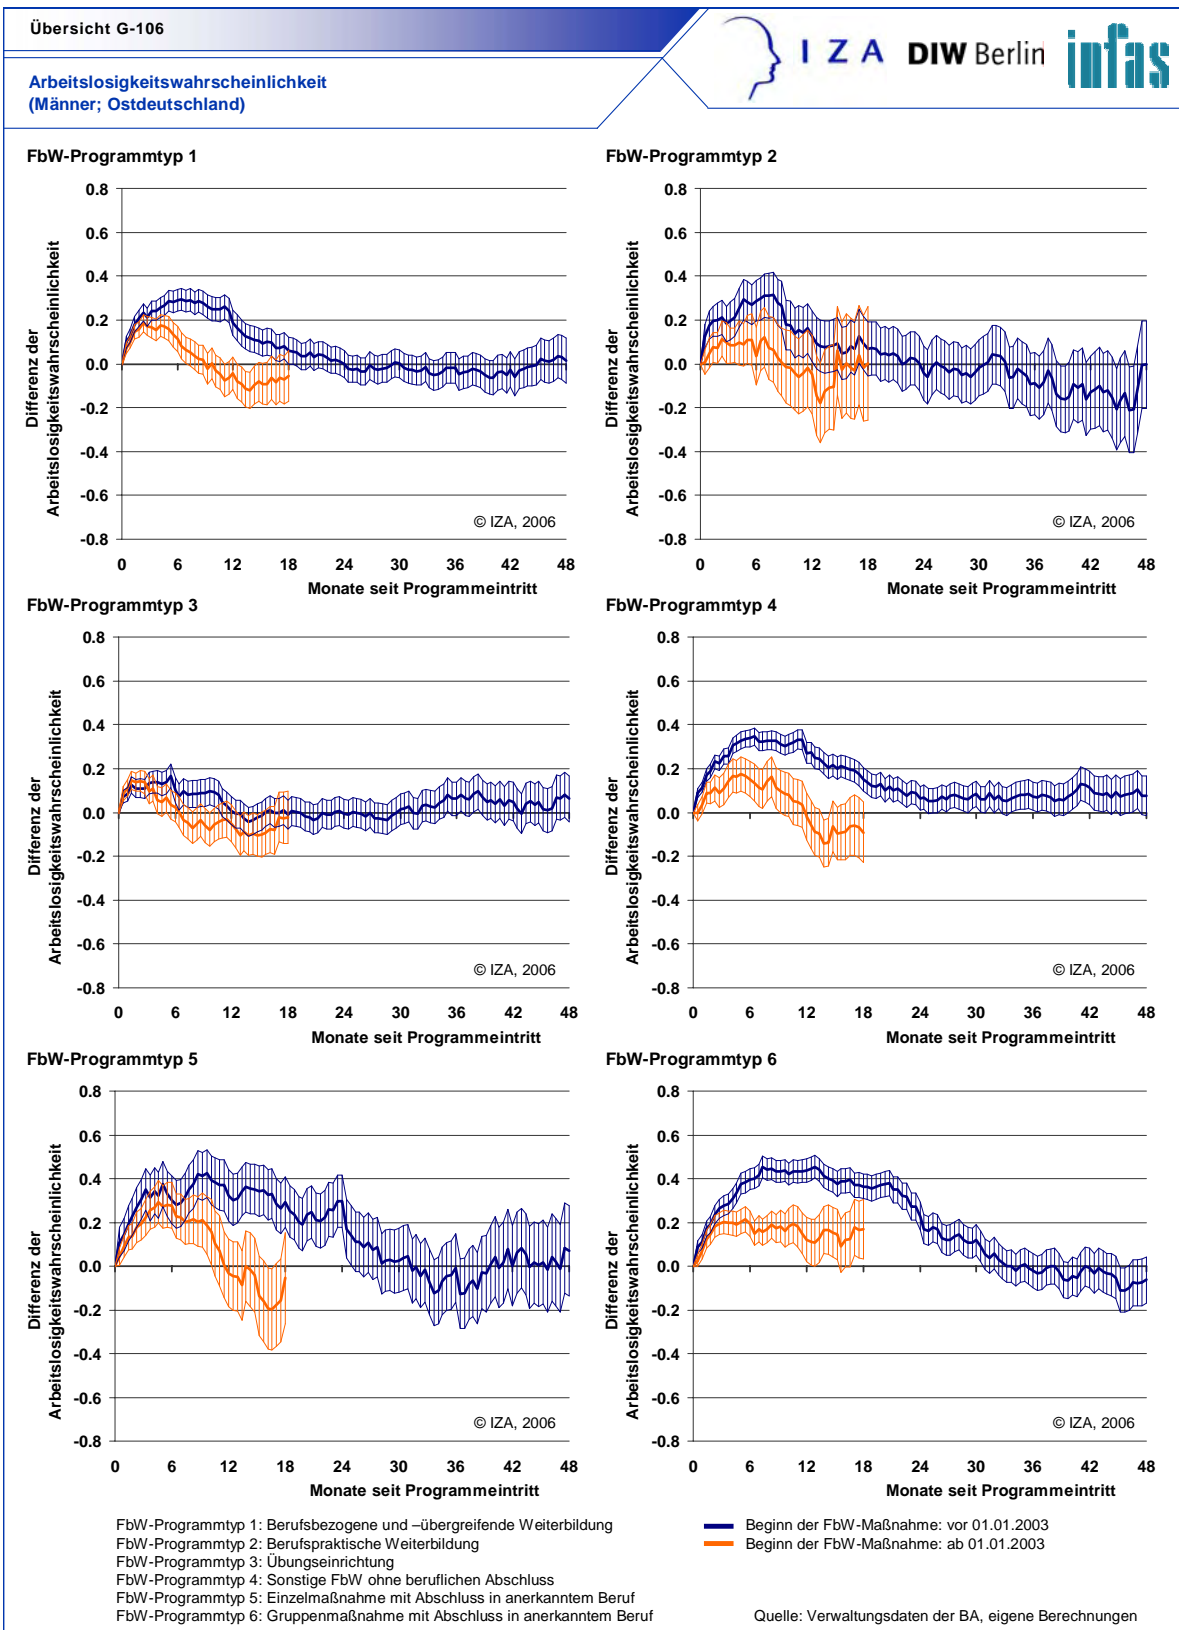 Übersicht G-106
IZA DIW Berlin infas
Arbeitslosigkeitswahrscheinlichkeit
(Männer; Ostdeutschland)
FbW-Programmtyp 1
Differenz der
Arbeitslosigkeitswahrscheinlichkeit
0.8
0.6
0.4
0.2
0.0
-0.2
-0.4
-0.6
-0.8
© IZA, 2006
0 6 12 18 24 30 36 42 48
Monate seit Programmeintritt
FbW-Programmtyp 2
Differenz der
Arbeitslosigkeitswahrscheinlichkeit
0.8
0.6
0.4
0.2
0.0
-0.2
-0.4
-0.6
-0.8
© IZA, 2006
0 6 12 18 24 30 36 42 48
Monate seit Programmeintritt
FbW-Programmtyp 3
Differenz der
Arbeitslosigkeitswahrscheinlichkeit
0.8
0.6
0.4
0.2
0.0
-0.2
-0.4
-0.6
-0.8
© IZA, 2006
0 6 12 18 24 30 36 42 48
Monate seit Programmeintritt
FbW-Programmtyp 4
Differenz der
Arbeitslosigkeitswahrscheinlichkeit
0.8
0.6
0.4
0.2
0.0
-0.2
-0.4
-0.6
-0.8
© IZA, 2006
0 6 12 18 24 30 36 42 48
Monate seit Programmeintritt
FbW-Programmtyp 5
Differenz der
Arbeitslosigkeitswahrscheinlichkeit
0.8
0.6
0.4
0.2
0.0
-0.2
-0.4
-0.6
-0.8
© IZA, 2006
0 6 12 18 24 30 36 42 48
Monate seit Programmeintritt
FbW-Programmtyp 6
Differenz der
Arbeitslosigkeitswahrscheinlichkeit
0.8
0.6
0.4
0.2
0.0
-0.2
-0.4
-0.6
-0.8
© IZA, 2006
0 6 12 18 24 30 36 42 48
Monate seit Programmeintritt
FbW-Programmtyp 1: Berufsbezogene und –übergreifende Weiterbildung
FbW-Programmtyp 2: Berufspraktische Weiterbildung
FbW-Programmtyp 3: Übungseinrichtung
FbW-Programmtyp 4: Sonstige FbW ohne beruflichen Abschluss
FbW-Programmtyp 5: Einzelmaßnahme mit Abschluss in anerkanntem Beruf
FbW-Programmtyp 6: Gruppenmaßnahme mit Abschluss in anerkanntem Beruf
Beginn der FbW-Maßnahme: vor 01.01.2003
Beginn der FbW-Maßnahme: ab 01.01.2003
Quelle: Verwaltungsdaten der BA, eigene Berechnungen